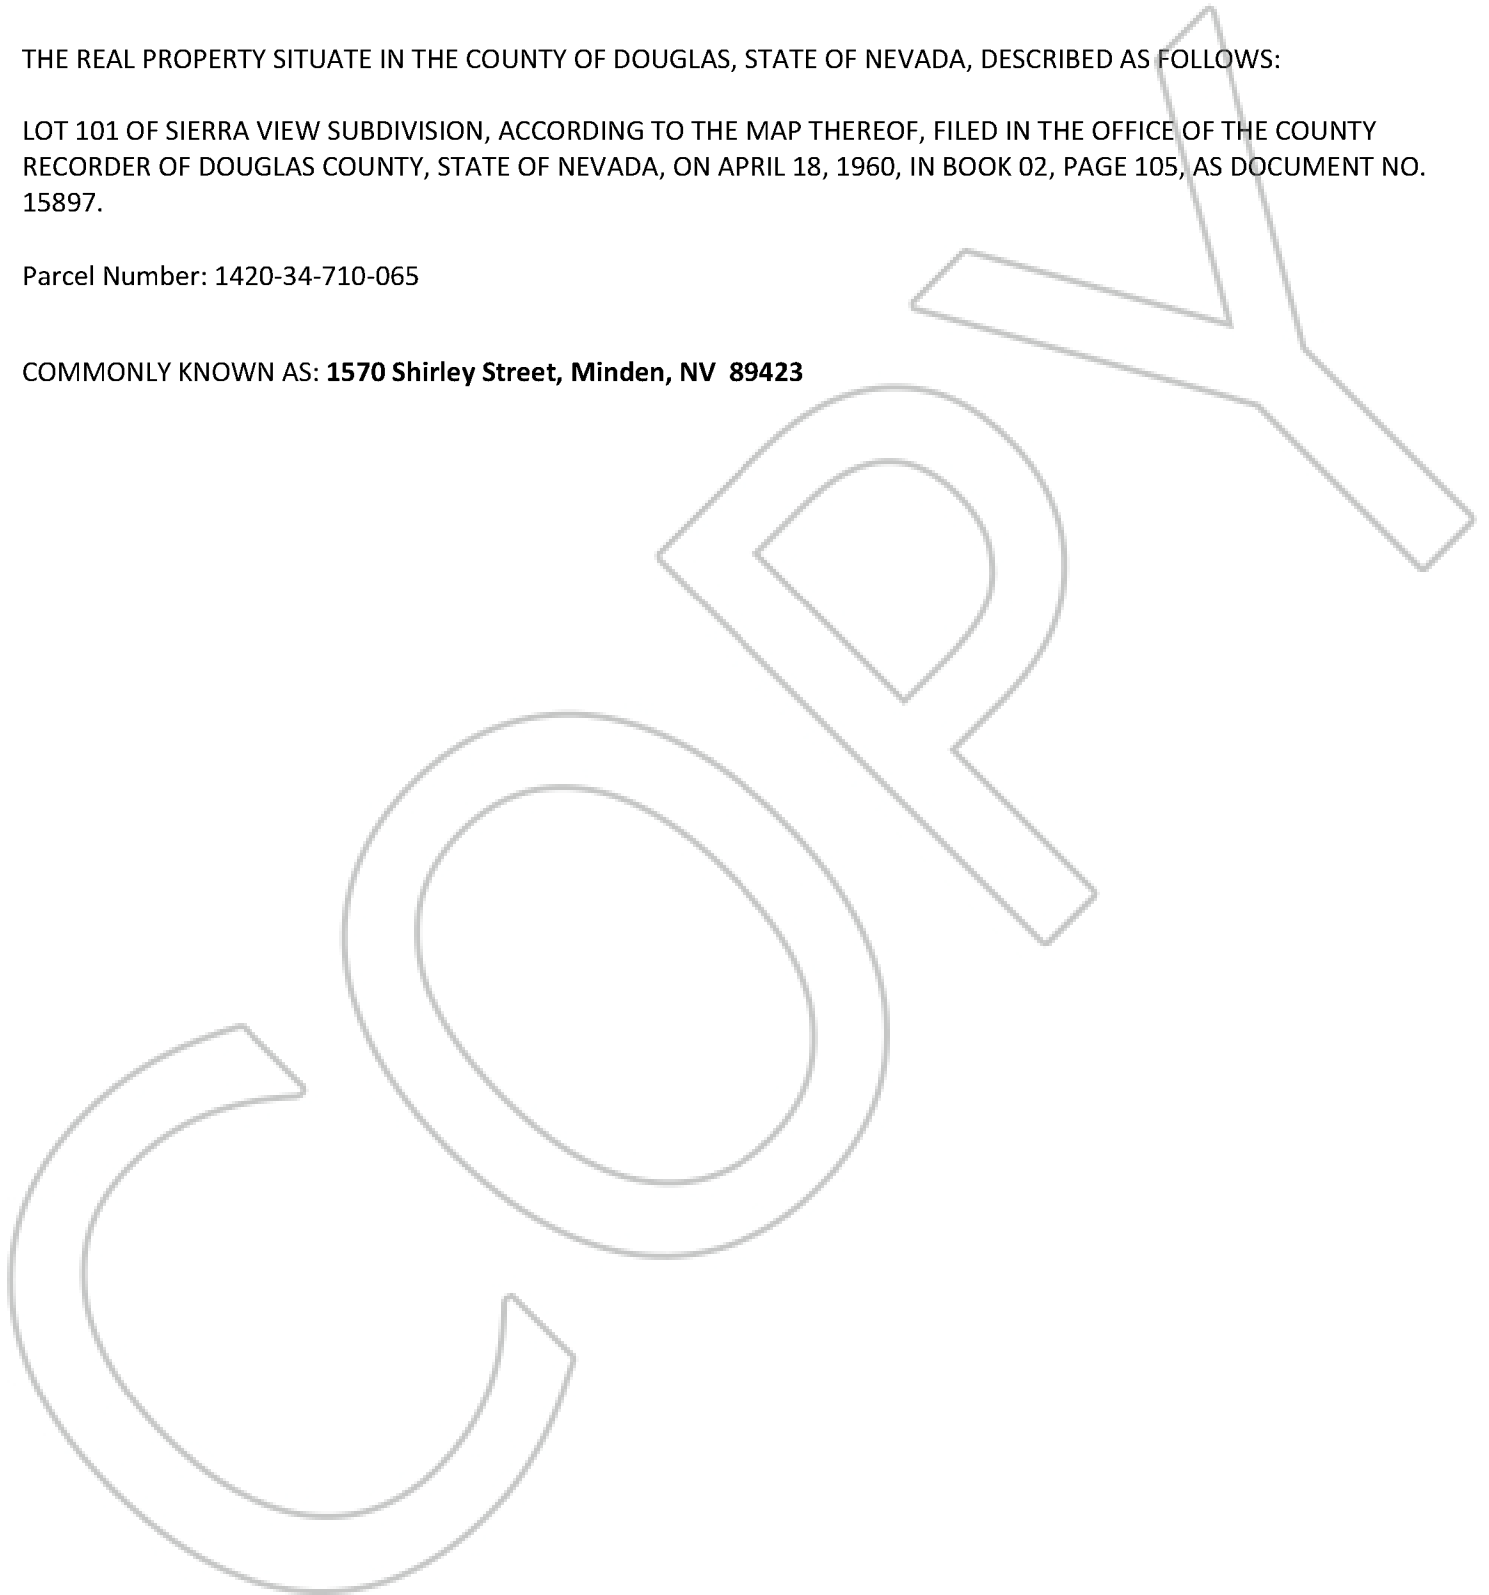 THE REAL PROPERTY SITUATE IN THE COUNTY OF DOUGLAS, STATE OF NEVADA, DESCRIBED AS FOLLOWS:
LOT 101 OF SIERRA VIEW SUBDIVISION, ACCORDING TO THE MAP THEREOF, FILED IN THE OFFICE OF THE COUNTY
RECORDER OF DOUGLAS COUNTY, STATE OF NEVADA, ON APRIL 18, 1960, IN BOOK 02, PAGE 105, AS DOCUMENT NO.
15897.
Parcel Number: 1420-34-710-065
COMMONLY KNOWN AS: 1570 Shirley Street, Minden, NV  89423
COPY